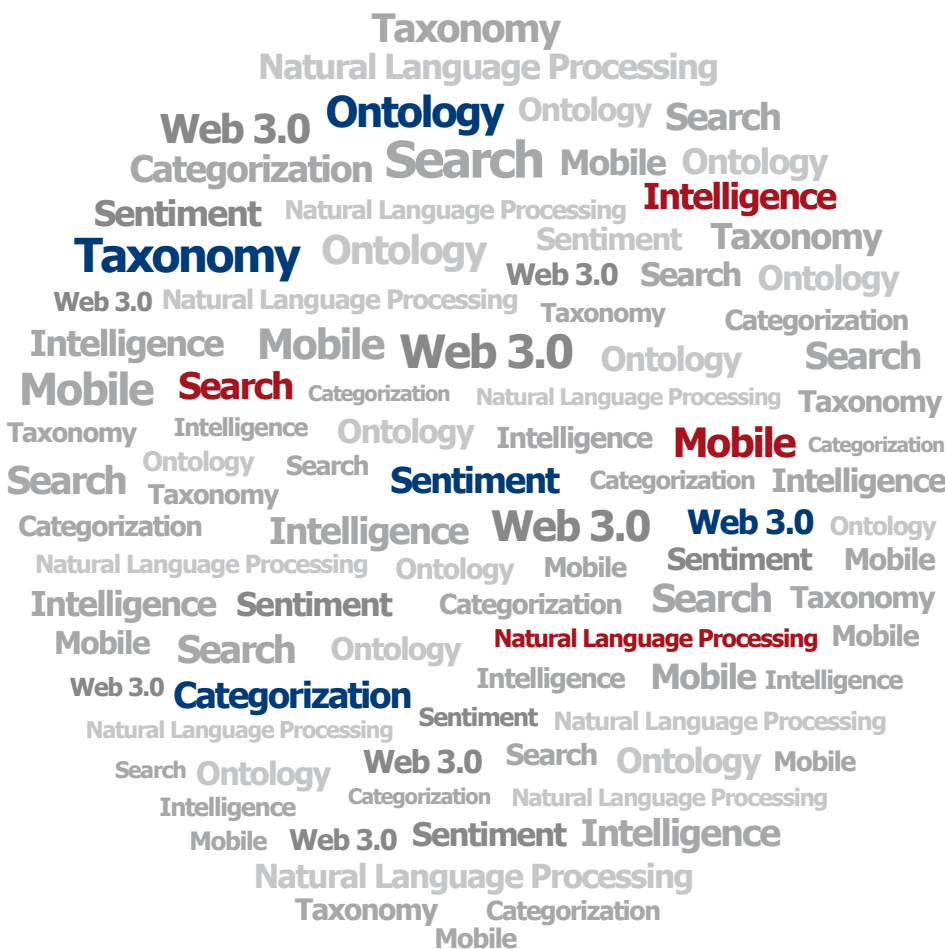 Taxonomy
Natural Language Processing
Web 3.0 Ontology Ontology Search
Categorization Search Mobile Ontology
Sentiment Natural Language Processing Intelligence
Taxonomy Ontology Sentiment Taxonomy
Web 3.0 Search Ontology
Web 3.0 Natural Language Processing Taxonomy Categorization
Intelligence Mobile Web 3.0 Ontology Search
Mobile Search Categorization Natural Language Processing Taxonomy
Taxonomy Intelligence Ontology Intelligence Mobile Categorization
Search Ontology Search Sentiment Categorization Intelligence
Taxonomy
Categorization Intelligence Web 3.0 Web 3.0 Ontology
Natural Language Processing Ontology Mobile Sentiment Mobile
Intelligence Sentiment Categorization Search Taxonomy
Mobile Search Ontology Natural Language Processing Mobile
Web 3.0 Categorization Intelligence Mobile Intelligence
Natural Language Processing Sentiment Natural Language Processing
Search Ontology Web 3.0 Search Ontology Mobile
Intelligence Categorization Natural Language Processing
Mobile Web 3.0 Sentiment Intelligence
Natural Language Processing
Taxonomy Categorization
Mobile